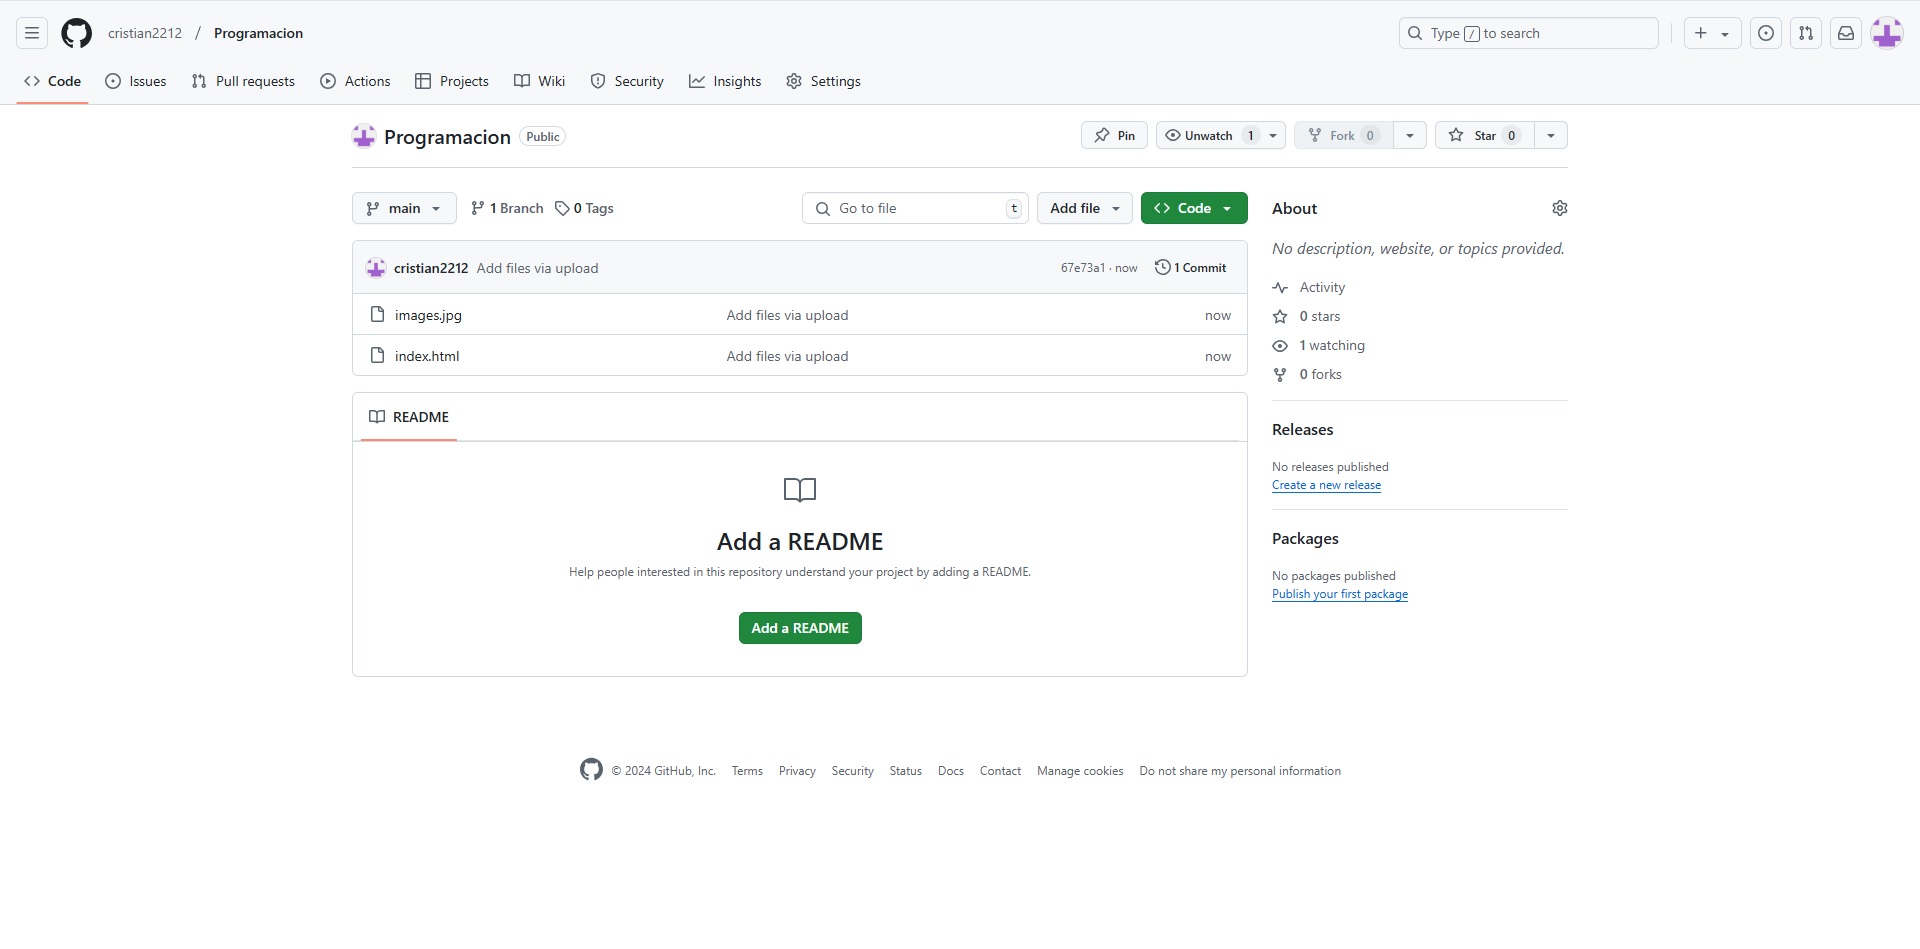 cristian2212 / Programacion
Type / to search
Code Issues Pull requests Actions Projects Wiki Security Insights Settings
Programacion Public
Pin Unwatch 1 Fork 0 Star 0
main 1 Branch 0 Tags
Go to file t Add file Code
cristian2212 Add files via upload 67e73a1 · now 1 Commit
images.jpg Add files via upload now
index.html Add files via upload now
README
Add a README
Help people interested in this repository understand your project by adding a README.
Add a README
About
No description, website, or topics provided.
Activity
0 stars
1 watching
0 forks
Releases
No releases published
Create a new release
Packages
No packages published
Publish your first package
© 2024 GitHub, Inc. Terms Privacy Security Status Docs Contact Manage cookies Do not share my personal information